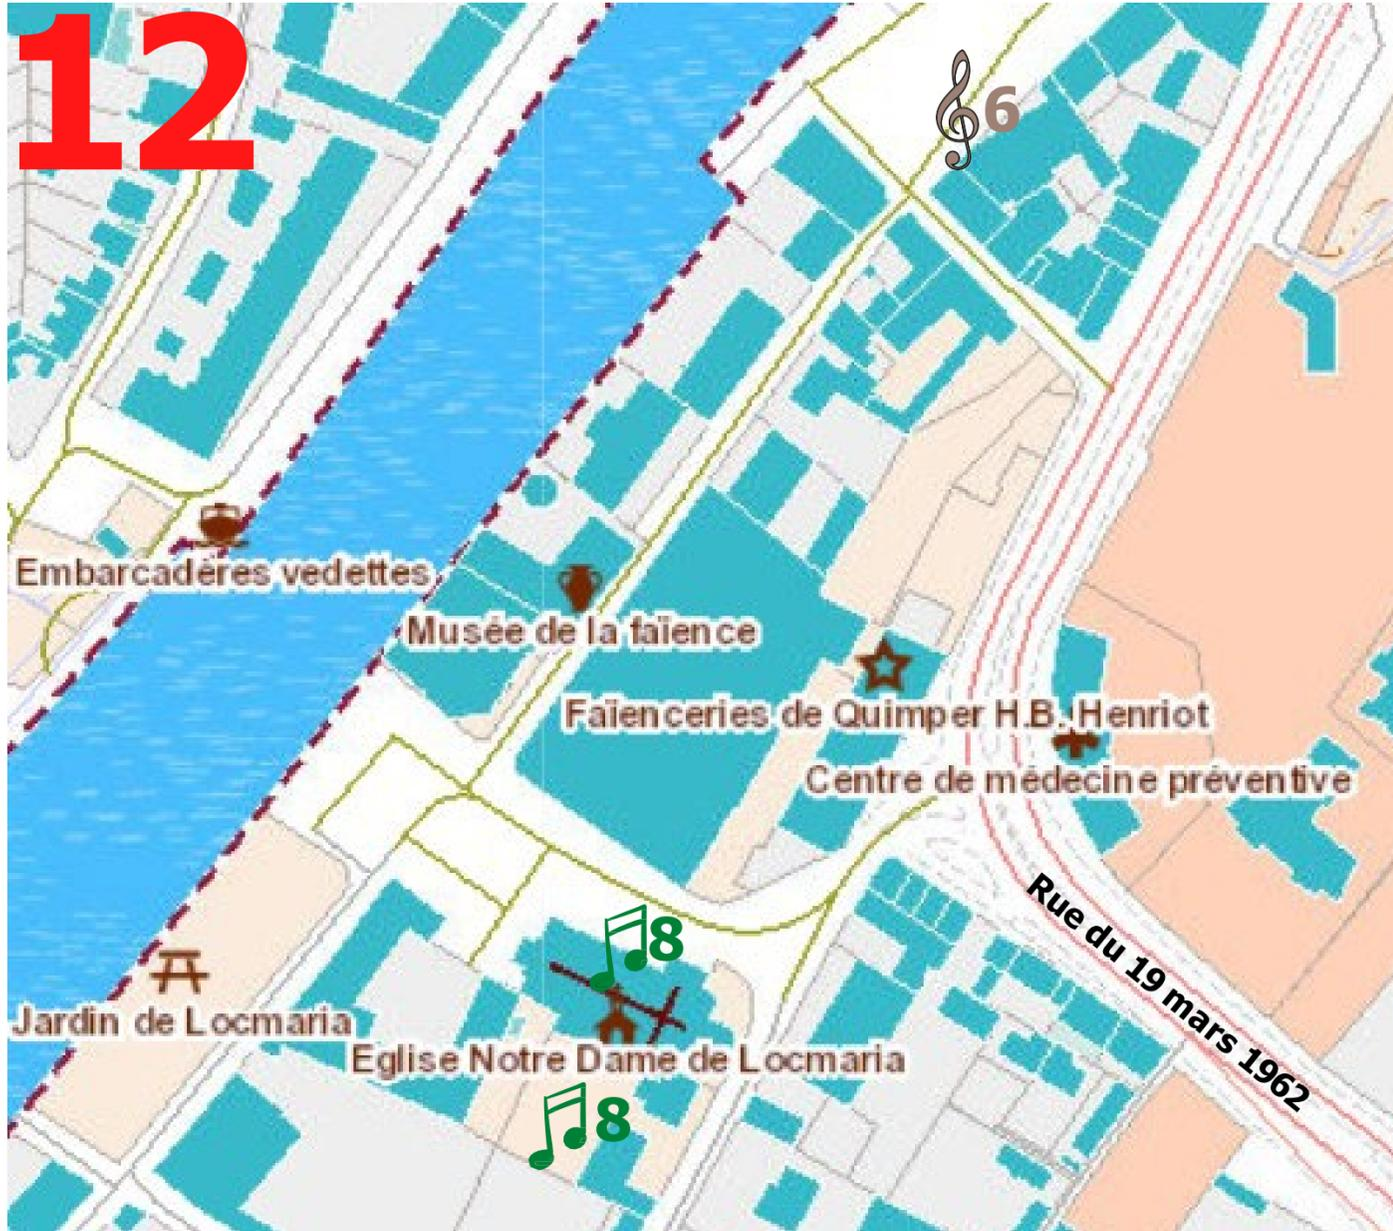 12
6
Embarcadères vedettes
Musée de la faïence
Faïenceries de Quimper H.B. Henriot
Centre de médecine préventive
Rue du 19 mars 1962
8
Jardin de Locmaria
Eglise Notre Dame de Locmaria
8